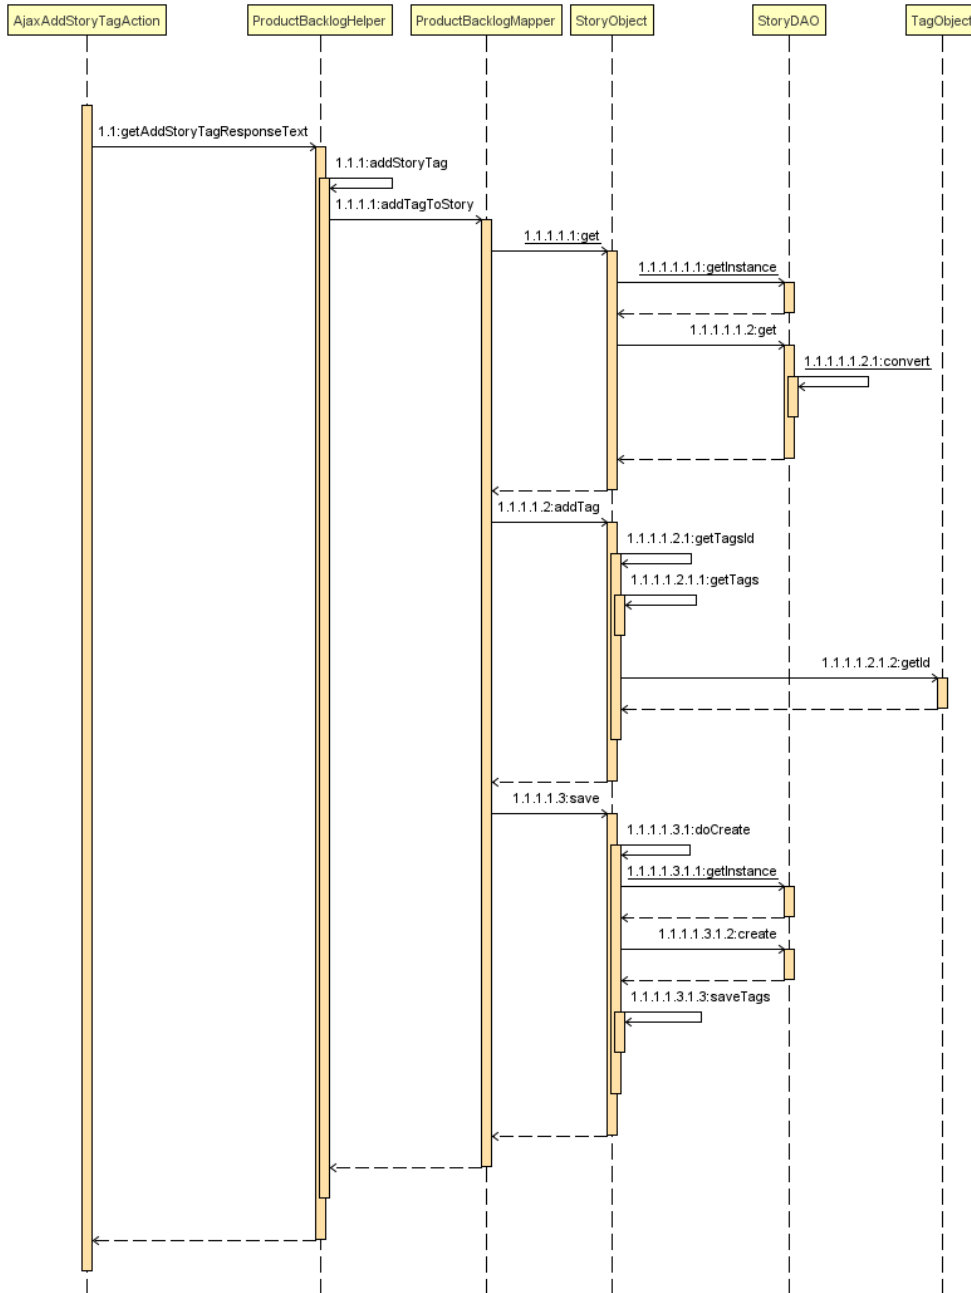 AjaxAddStoryTagAction
ProductBacklogHelper
ProductBacklogMapper
StoryObject
StoryDAO
TagObject
1.1:getAddStoryTagResponseText
1.1.1:addStoryTag
1.1.1.1:addTagToStory
1.1.1.1.1:get
1.1.1.1.1.1:getInstance
1.1.1.1.1.2:get
1.1.1.1.1.2.1:convert
1.1.1.1.2:addTag
1.1.1.1.2.1:getTagsId
1.1.1.1.2.1.1:getTags
1.1.1.1.2.1.2:getId
1.1.1.1.3:save
1.1.1.1.3.1:doCreate
1.1.1.1.3.1.1:getInstance
1.1.1.1.3.1.2:create
1.1.1.1.3.1.3:saveTags